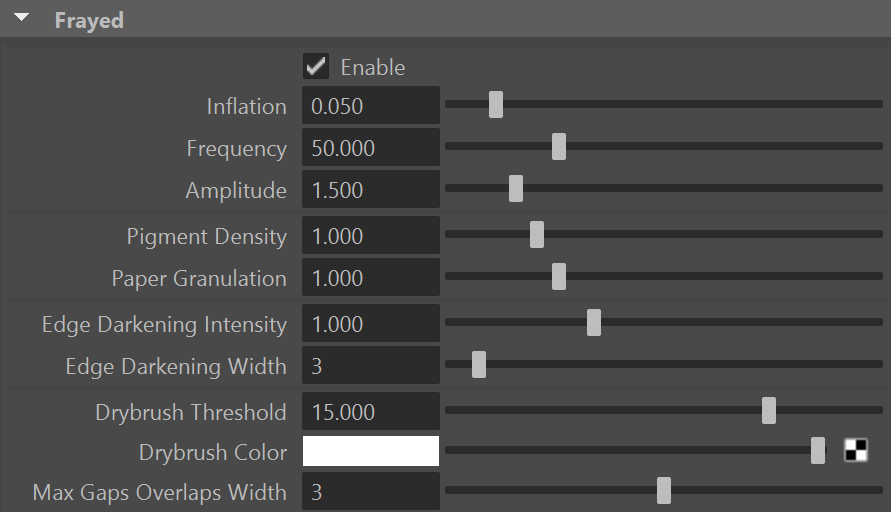 Frayed
Enable
Inflation 0.050
Frequency 50.000
Amplitude 1.500
Pigment Density 1.000
Paper Granulation 1.000
Edge Darkening Intensity 1.000
Edge Darkening Width 3
Drybrush Threshold 15.000
Drybrush Color
Max Gaps Overlaps Width 3